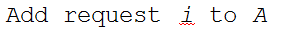 Add request i to A